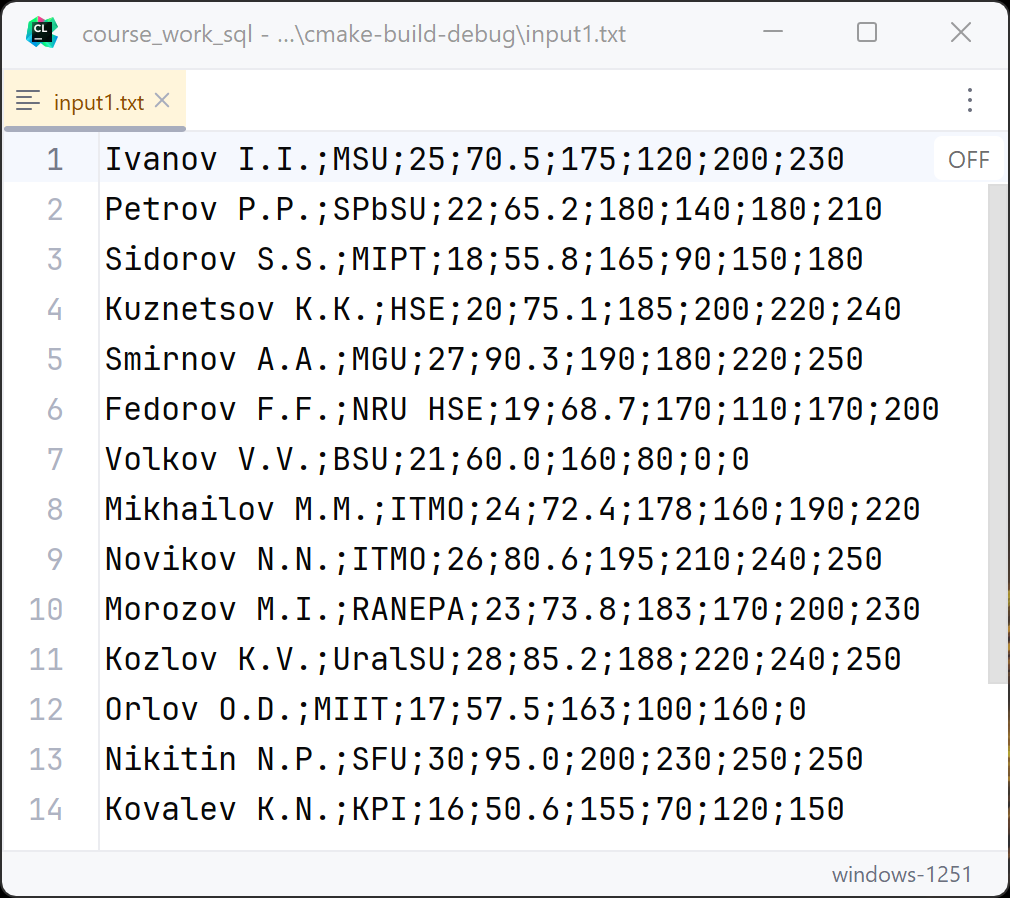 CL
course_work_sql - ...\cmake-build-debug\input1.txt
input1.txt
OFF
1 Ivanov I.I.;MSU;25;70.5;175;120;200;230
2 Petrov P.P.;SPbSU;22;65.2;180;140;180;210
3 Sidorov S.S.;MIPT;18;55.8;165;90;150;180
4 Kuznetsov K.K.;HSE;20;75.1;185;200;220;240
5 Smirnov A.A.;MGU;27;90.3;190;180;220;250
6 Fedorov F.F.;NRU HSE;19;68.7;170;110;170;200
7 Volkov V.V.;BSU;21;60.0;160;80;0;0
8 Mikhailov M.M.;ITMO;24;72.4;178;160;190;220
9 Novikov N.N.;ITMO;26;80.6;195;210;240;250
10 Morozov M.I.;RANEPA;23;73.8;183;170;200;230
11 Kozlov K.V.;UralSU;28;85.2;188;220;240;250
12 Orlov O.D.;MIIT;17;57.5;163;100;160;0
13 Nikitin N.P.;SFU;30;95.0;200;230;250;250
14 Kovalev K.N.;KPI;16;50.6;155;70;120;150
windows-1251